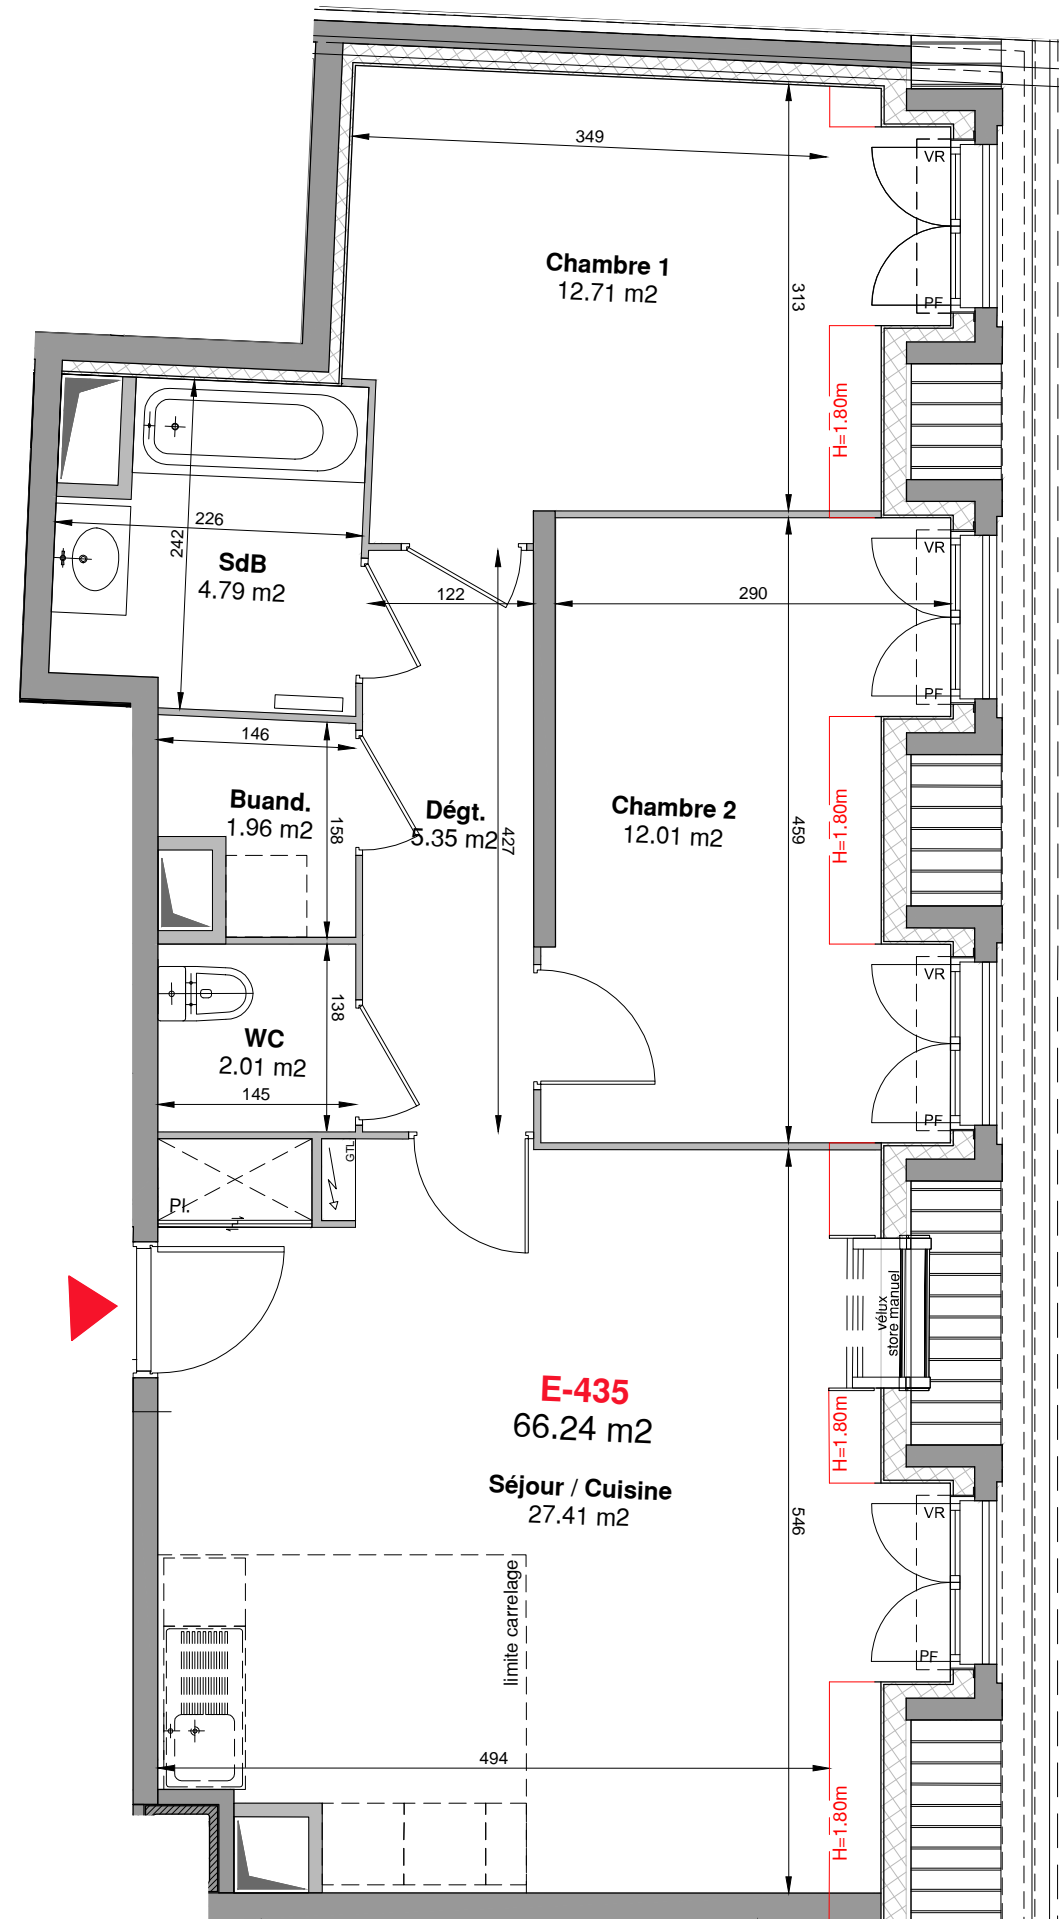 349
VR
Chambre 1
12.71 m2
313
PF
H=1.80m
226
242
SdB
4.79 m2
122
290
VR
PF
146
Buand.
1.96 m2
158
Dégt.
5.35 m2
427
Chambre 2
12.01 m2
459
H=1.80m
VR
138
WC
2.01 m2
145
PF
GTL
Pl.
vélux
store manuel
E-435
66.24 m2
H=1.80m
Séjour / Cuisine
27.41 m2
546
VR
limite carrelage
PF
494
H=1.80m